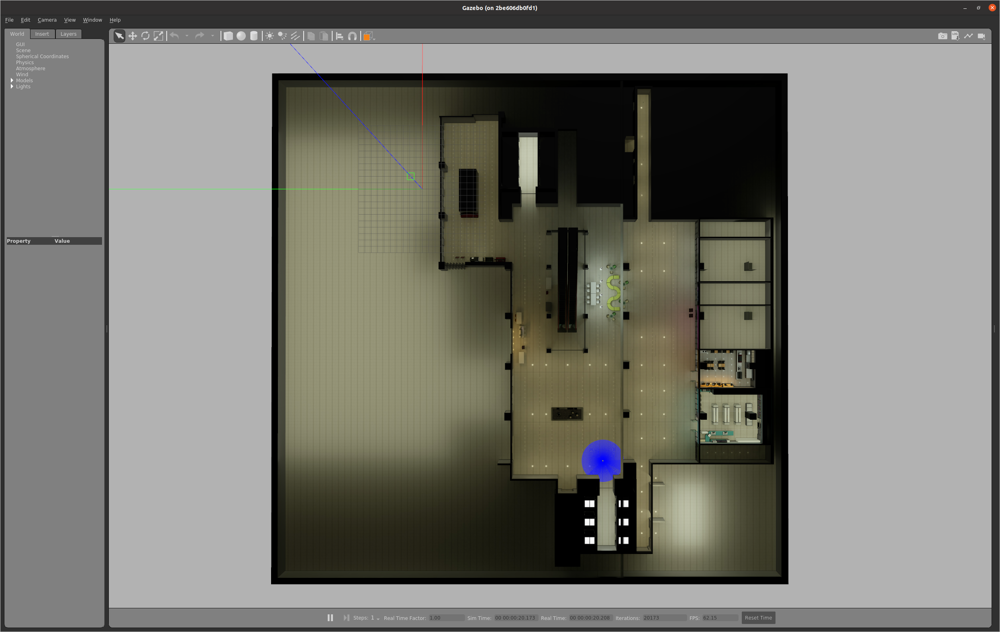 Gazebo (on 2be606db0fd1)
File Edit Camera View Window Help
World Insert Layers
GUI
Scene
Spherical Coordinates
Physics
Atmosphere
Wind
Models
Lights
LOG
Property Value
Steps: 1 Real Time Factor: 1.00 Sim Time: 00 00:00:20.173 Real Time: 00 00:00:20.208 Iterations: 20173 FPS: 62.15 Reset Time